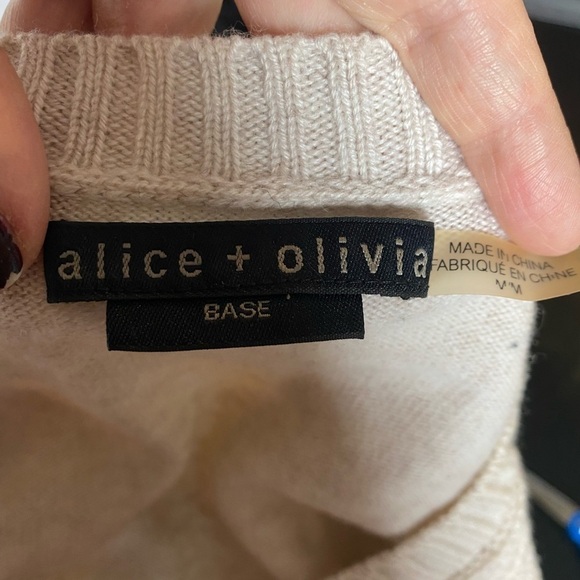 alice + olivia
BASE
MADE IN CHINA
FABRIQUÉ EN CHINE
M/M